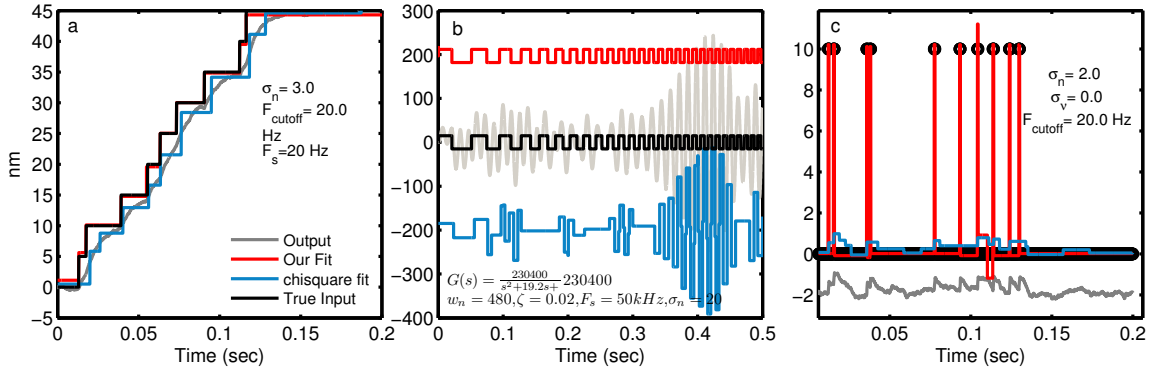 a
nm
45
40
35
30
25
20
15
10
5
0
−5
0
0.05
0.1
0.15
0.2
Time (sec)
σn = 3.0
Fcutoff= 20.0
Hz
Fs=20 Hz
Output
Our Fit
chisquare fit
True Input
b
300
200
100
0
−100
−200
−300
−400
0
0.1
0.2
0.3
0.4
0.5
Time (sec)
G(s) = 230400/s²+19.2s+ 230400
wn = 480,ζ = 0.02,Fs = 50kHz,σn = 20
c
10
8
6
4
2
0
−2
0.05
0.1
0.15
0.2
Time (sec)
σn= 2.0
σν= 0.0
Fcutoff= 20.0 Hz